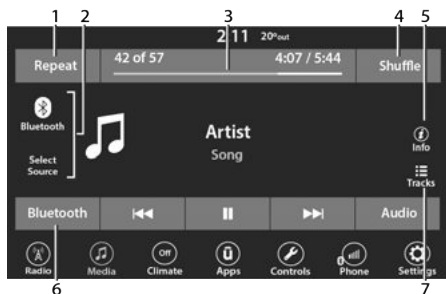 1 2 3 4 5
2 11 20°out
Repeat 42 of 57 4:07 / 5:44 Shuffle
Bluetooth
Select
Source
Artist
Song
Info
Tracks
Bluetooth Audio
Off
Radio Media Climate Apps Controls Phone Settings
6 7